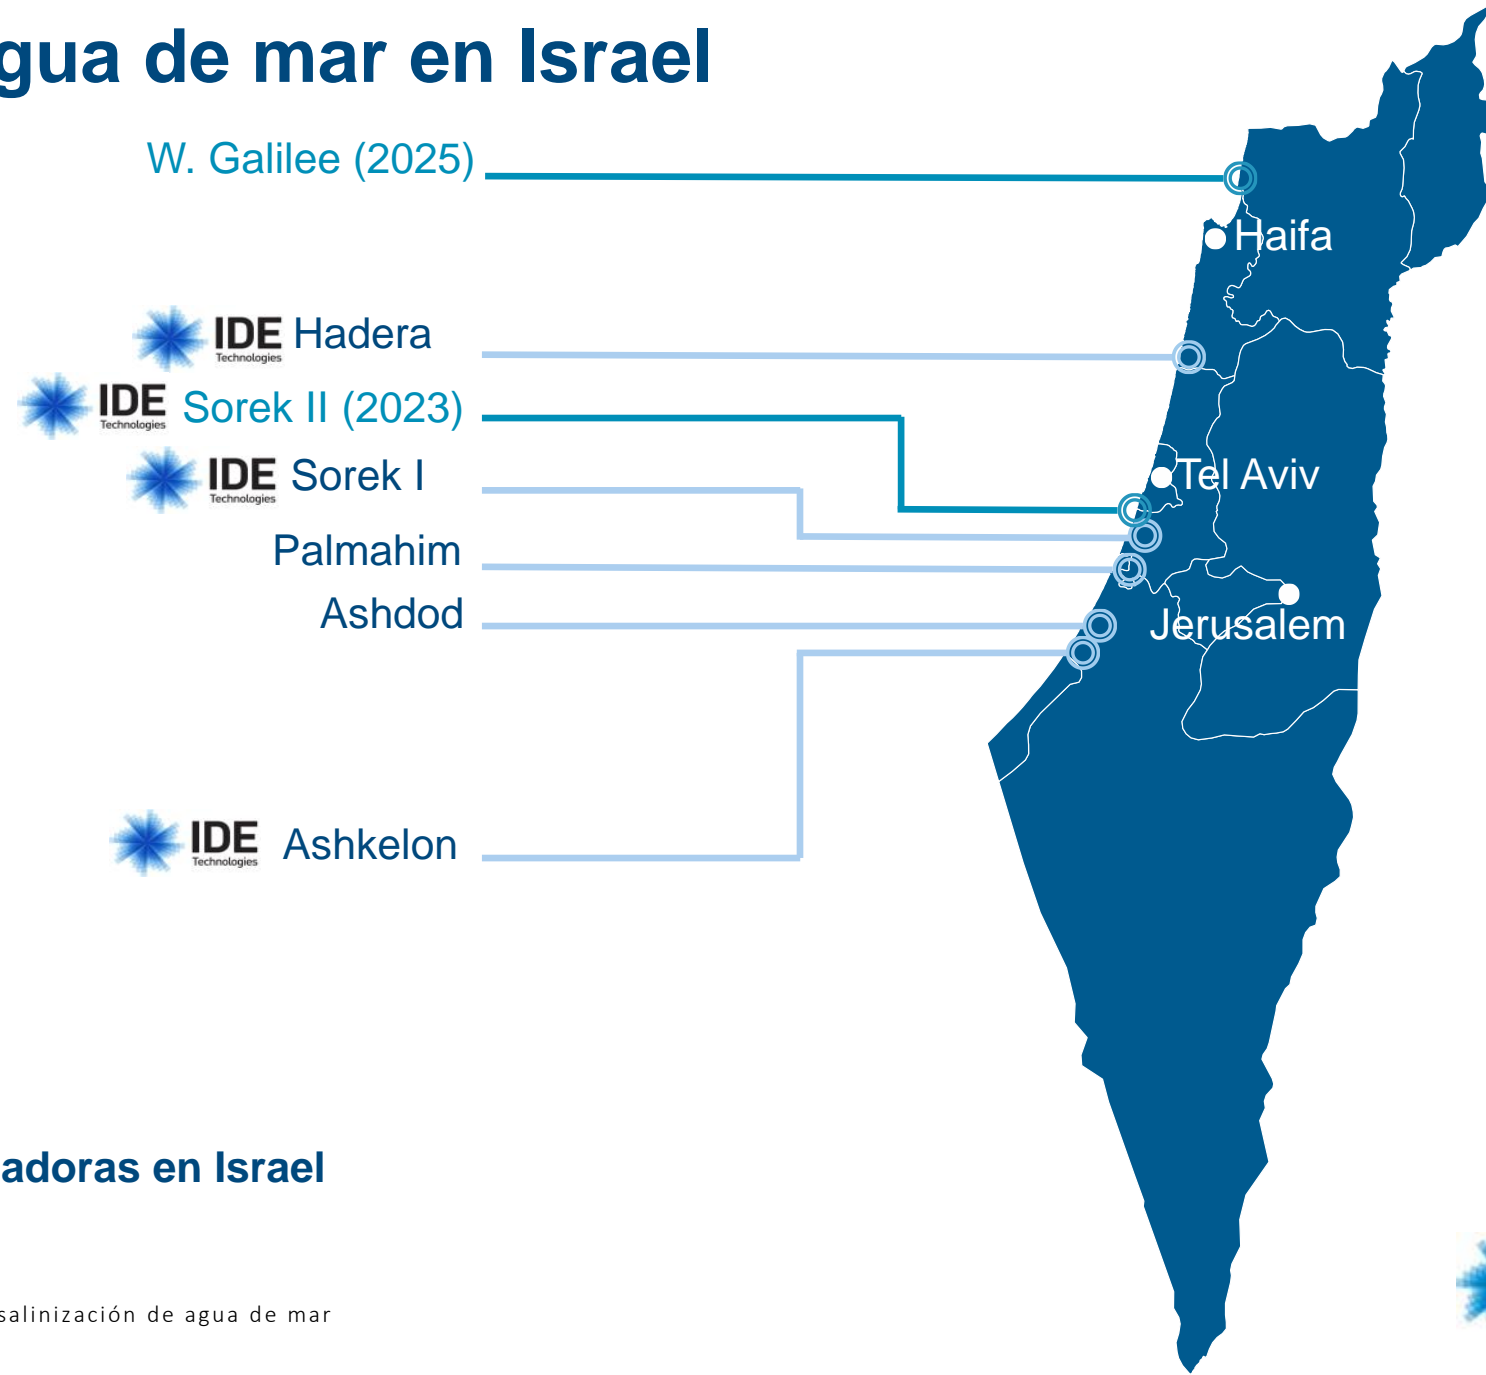 gua de mar en Israel
W. Galilee (2025)
Haifa
IDE Technologies Hadera
IDE Technologies Sorek II (2023)
IDE Technologies Sorek I
Tel Aviv
Palmahim
Ashdod
Jerusalem
IDE Technologies Ashkelon
adoras en Israel
salinización de agua de mar